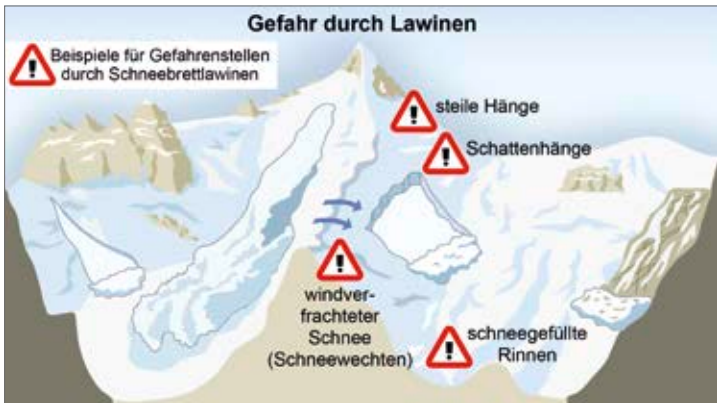 Gefahr durch Lawinen
Beispiele für Gefahrenstellen
durch Schneebrettlawinen
steile Hänge
Schattenhänge
windver-
frachteter
Schnee
(Schneewechten)
schneegefüllte
Rinnen